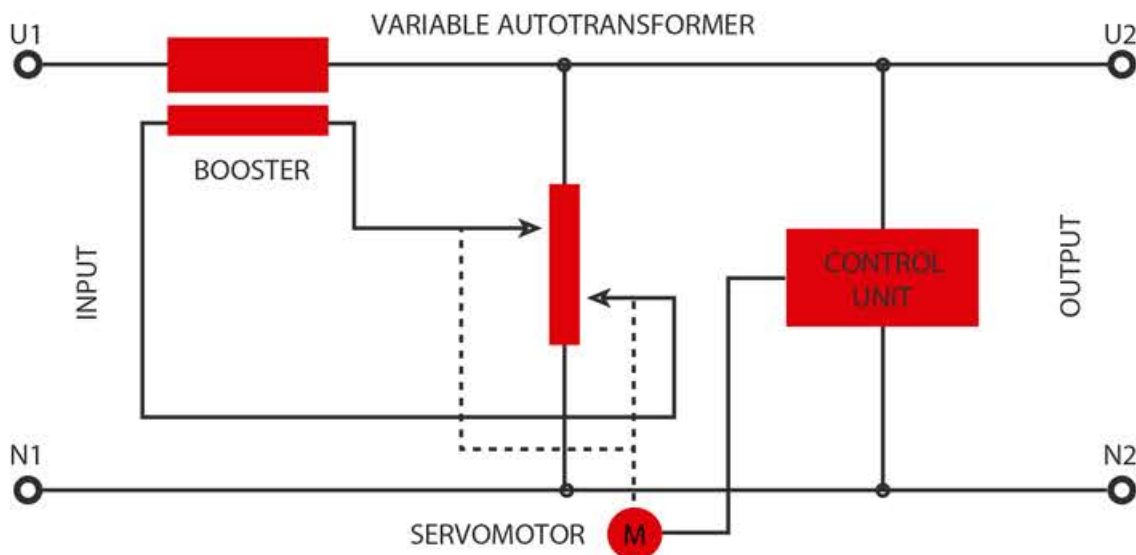 VARIABLE AUTOTRANSFORMER
U1
U2
BOOSTER
INPUT
CONTROL
UNIT
OUTPUT
N1
N2
SERVOMOTOR
M